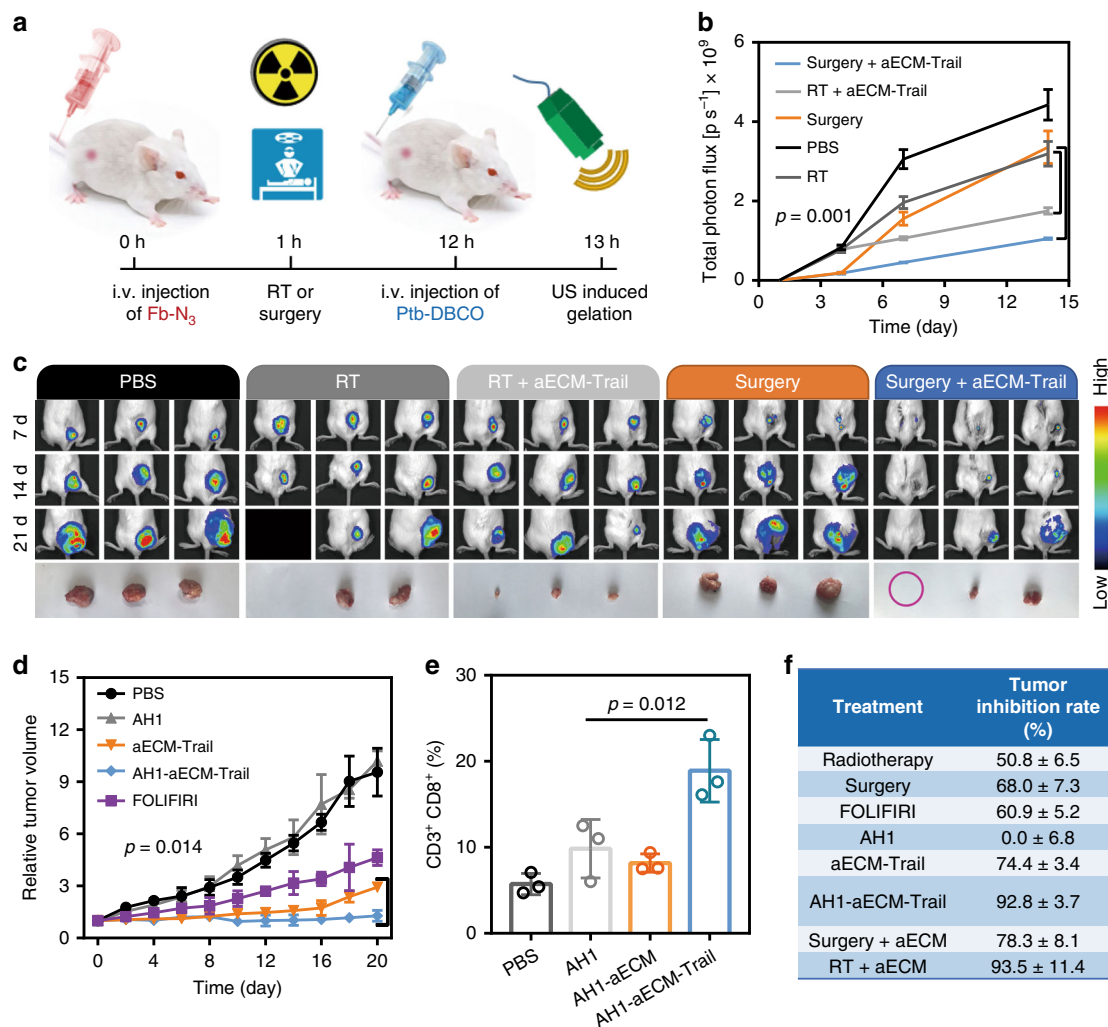 a
0 h
1 h
12 h
13 h
i.v. injection
of Fb-N₃
RT or
surgery
i.v. injection of
Ptb-DBCO
US induced
gelation
b
Total photon flux [p s⁻¹] × 10⁹
6
4
2
0
Surgery + aECM-Trail
RT + aECM-Trail
Surgery
PBS
RT
p = 0.001
0
3
6
9
12
15
Time (day)
c
PBS
RT
RT + aECM-Trail
Surgery
Surgery + aECM-Trail
7 d
14 d
21 d
High
Low
d
Relative tumor volume
15
12
9
6
3
0
PBS
AH1
aECM-Trail
AH1-aECM-Trail
FOLIFIRI
p = 0.014
0
4
8
12
16
20
Time (day)
e
CD3⁺ CD8⁺ (%)
30
20
10
0
p = 0.012
PBS
AH1
AH1-aECM
AH1-aECM-Trail
f
Treatment
Tumor
inhibition rate
(%)
Radiotherapy 50.8 ± 6.5
Surgery 68.0 ± 7.3
FOLIFIRI 60.9 ± 5.2
AH1 0.0 ± 6.8
aECM-Trail 74.4 ± 3.4
AH1-aECM-Trail 92.8 ± 3.7
Surgery + aECM 78.3 ± 8.1
RT + aECM 93.5 ± 11.4